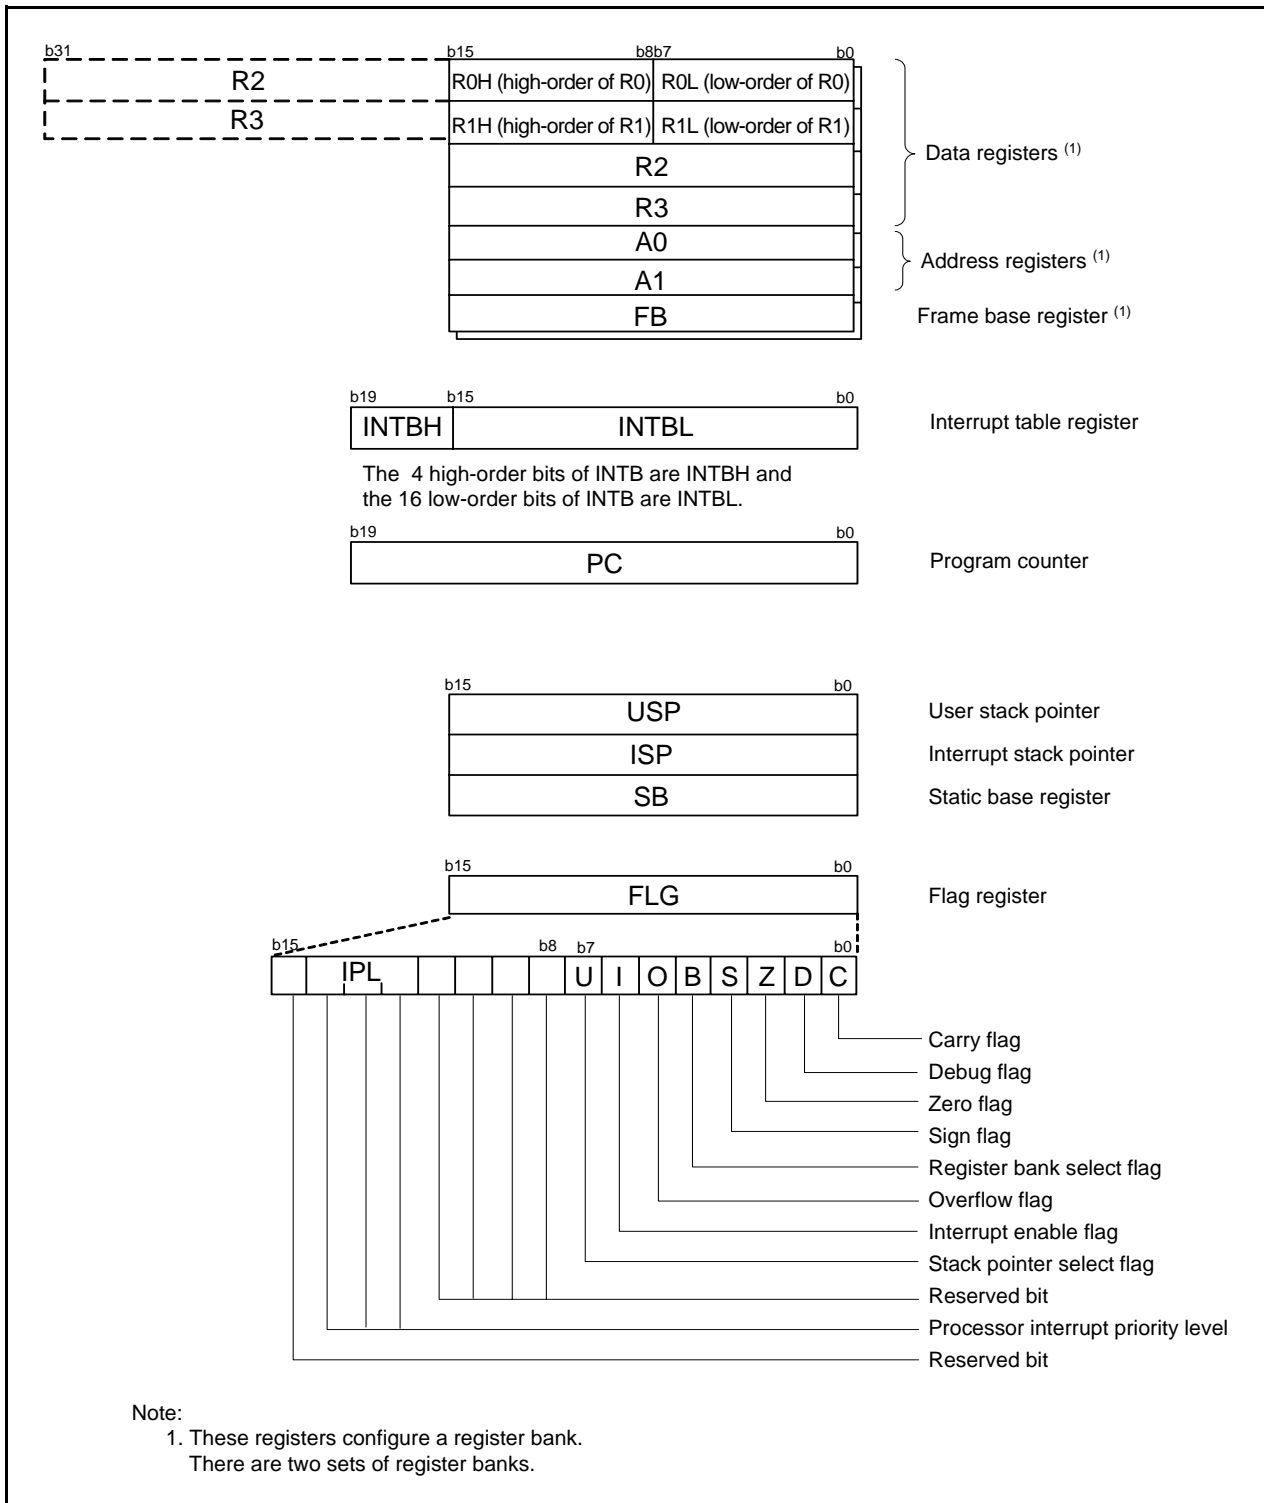 b31 b15 b8b7 b0
R2 R0H (high-order of R0) R0L (low-order of R0)
R3 R1H (high-order of R1) R1L (low-order of R1)
Data registers (1)
R2
R3
A0
Address registers (1)
A1
FB Frame base register (1)
b19 b15 b0
INTBH INTBL Interrupt table register
The 4 high-order bits of INTB are INTBH and
the 16 low-order bits of INTB are INTBL.
b19 b0
PC Program counter
b15 b0
USP User stack pointer
ISP Interrupt stack pointer
SB Static base register
b15 b0
FLG Flag register
b15 b8 b7 b0
IPL U I O B S Z D C
Carry flag
Debug flag
Zero flag
Sign flag
Register bank select flag
Overflow flag
Interrupt enable flag
Stack pointer select flag
Reserved bit
Processor interrupt priority level
Reserved bit
Note:
1. These registers configure a register bank.
There are two sets of register banks.